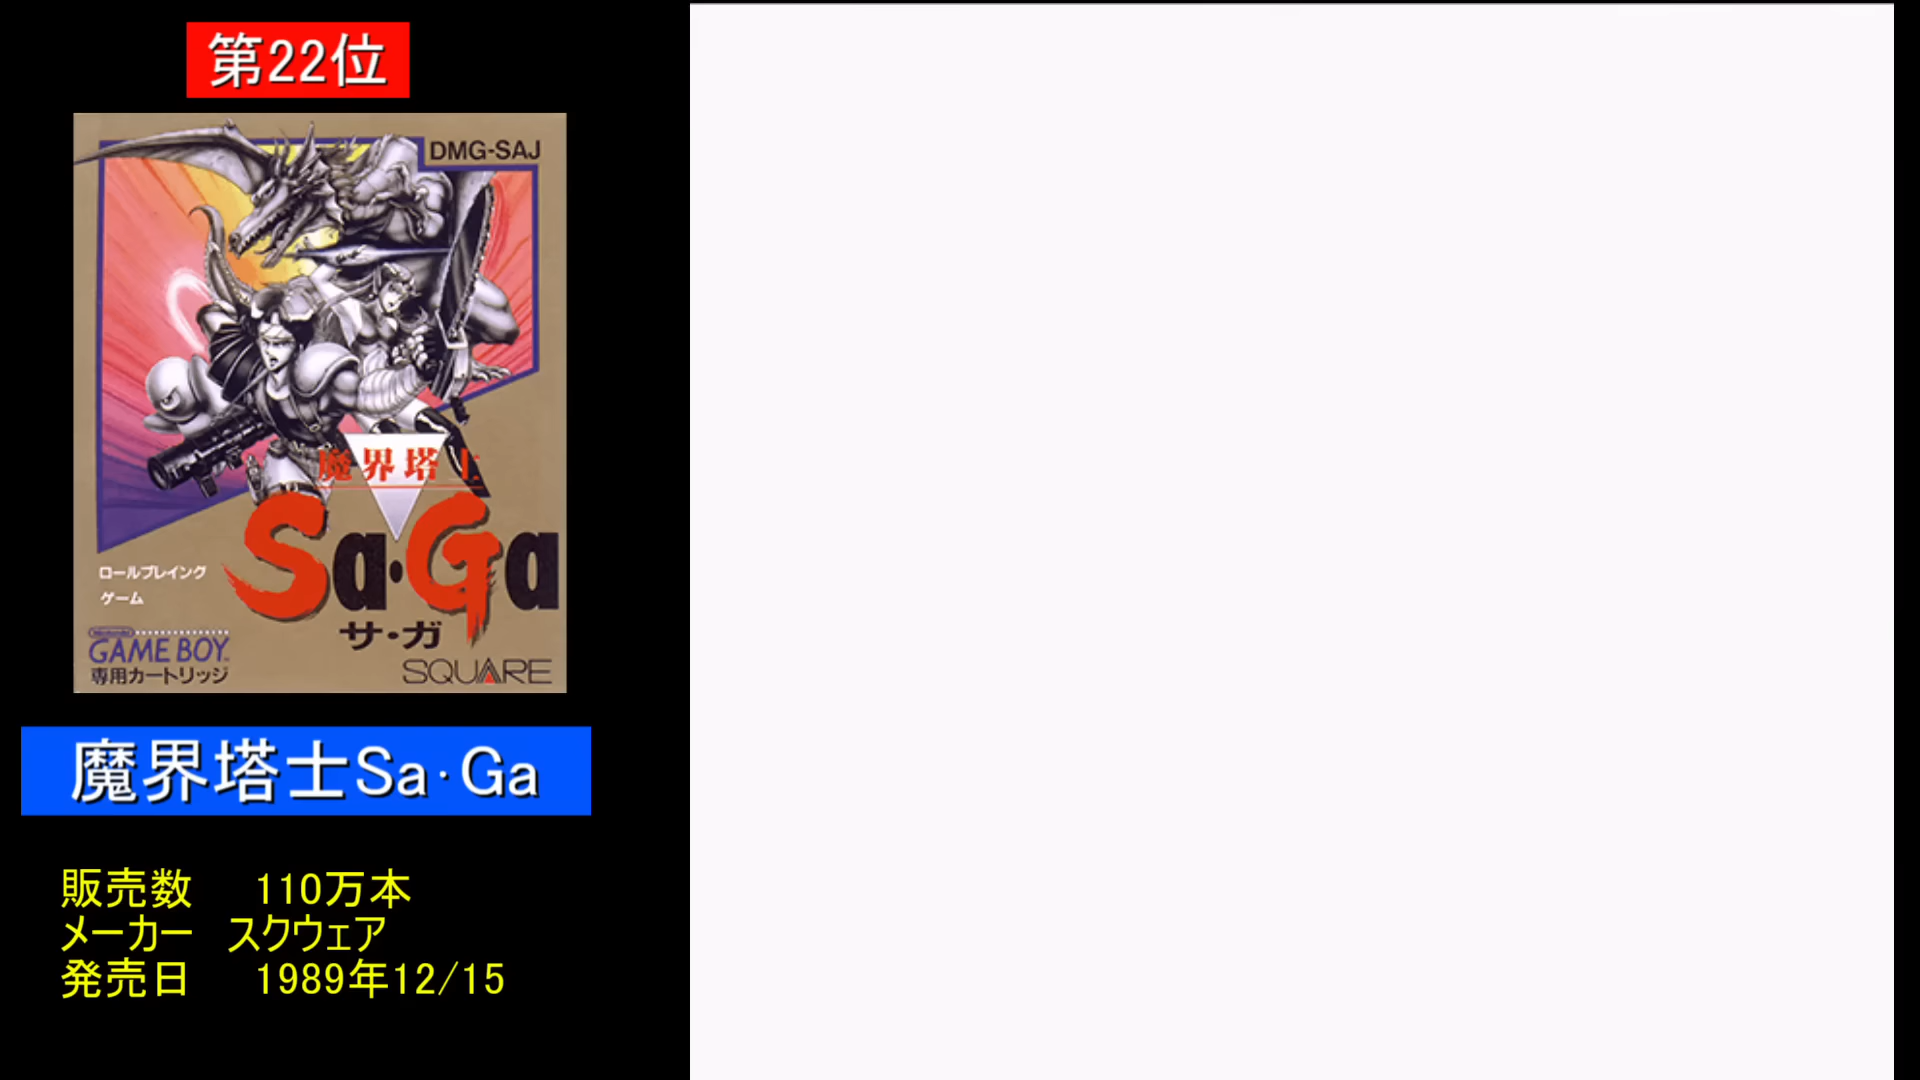 第22位
DMG-SAJ
魔界塔士
Sa・Ga
サ・ガ
ロールプレイング
ゲーム
Nintendo
GAME BOY
専用カートリッジ
SQUARE
魔界塔士Sa・Ga
販売数 110万本
メーカー スクウェア
発売日 1989年12/15